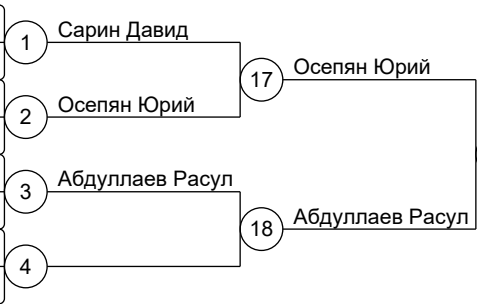 1 Сарин Давид
17 Осепян Юрий
2 Осепян Юрий
3 Абдуллаев Расул
18 Абдуллаев Расул
4